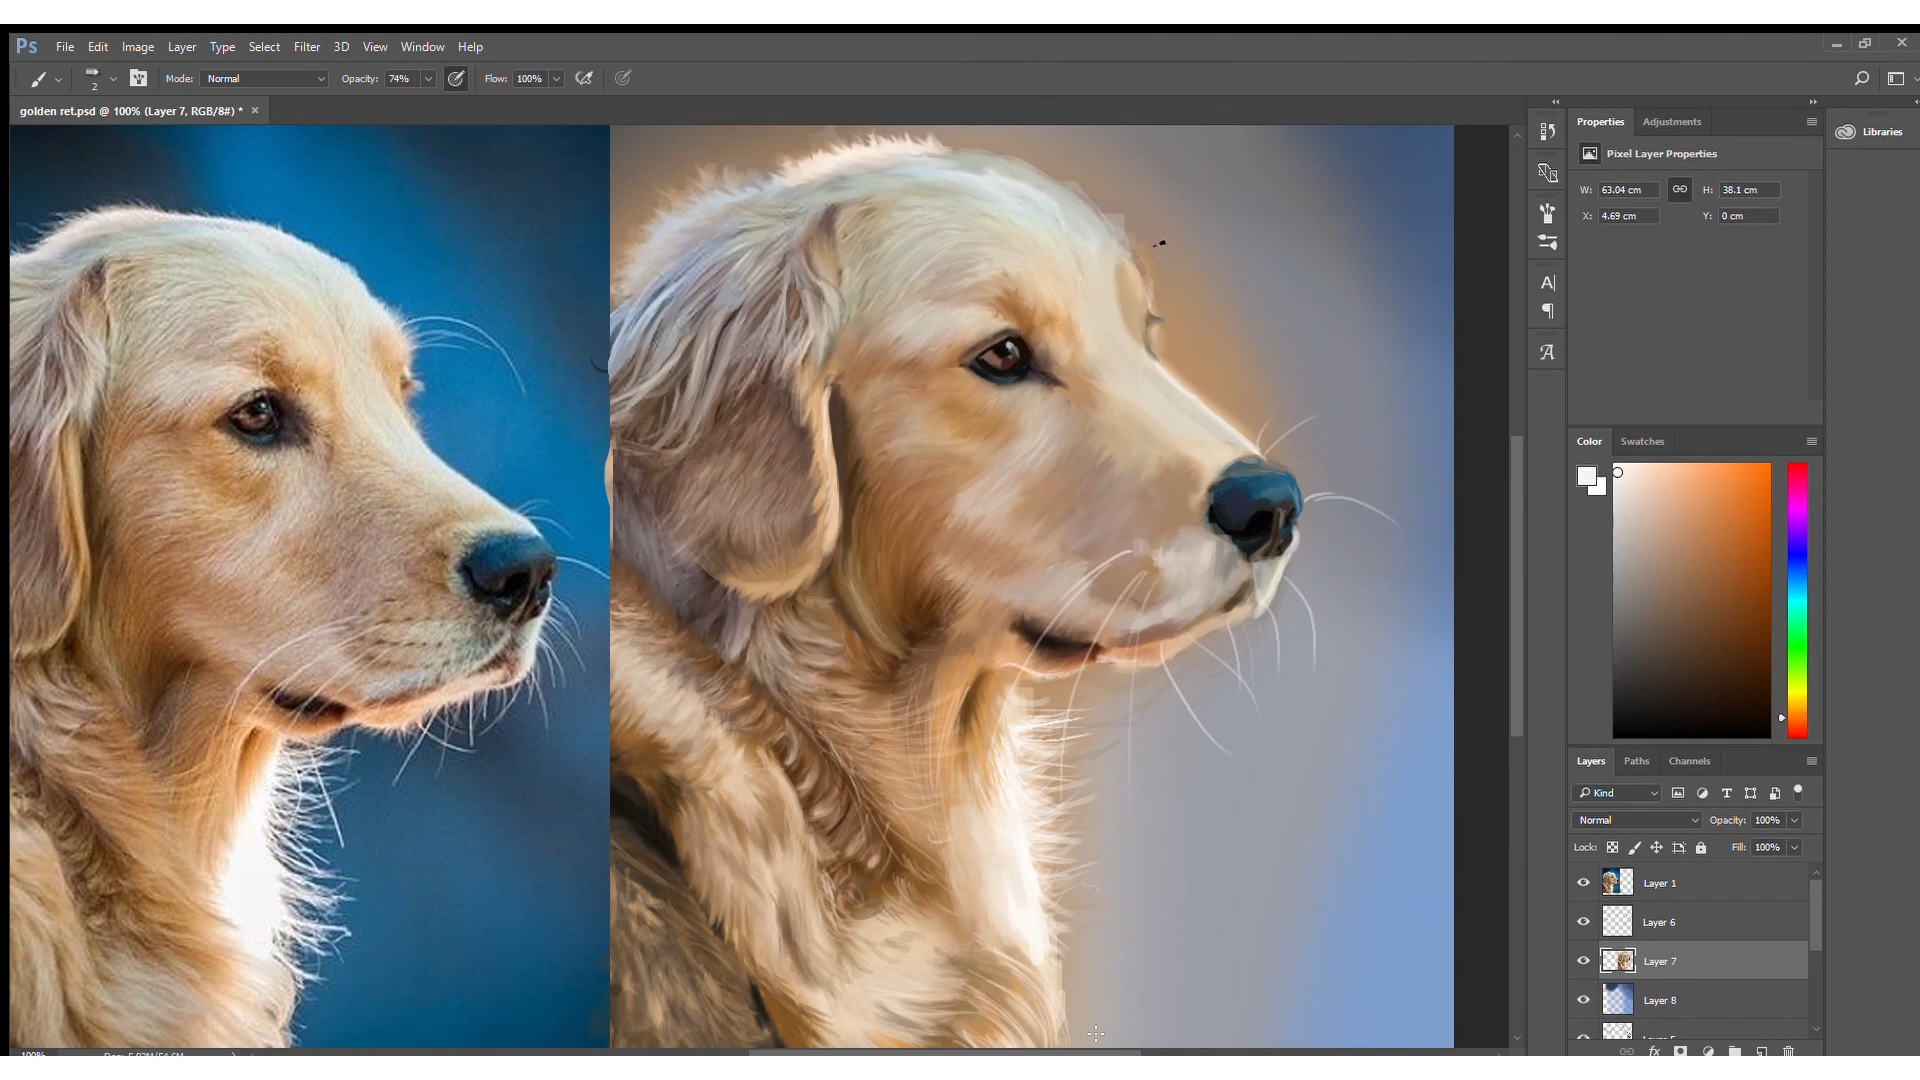 Ps File Edit Image Layer Type Select Filter 3D View Window Help
2 Mode: Normal Opacity: 74% Flow: 100%
golden ret.psd @ 100% (Layer 7, RGB/8#) *
Properties Adjustments
Libraries
Pixel Layer Properties
W: 63.04 cm H: 38.1 cm
X: 4.69 cm Y: 0 cm
A
A
Color Swatches
Layers Paths Channels
Kind
Normal Opacity: 100%
Lock: Fill: 100%
Layer 1
Layer 6
Layer 7
Layer 8
100%
fx